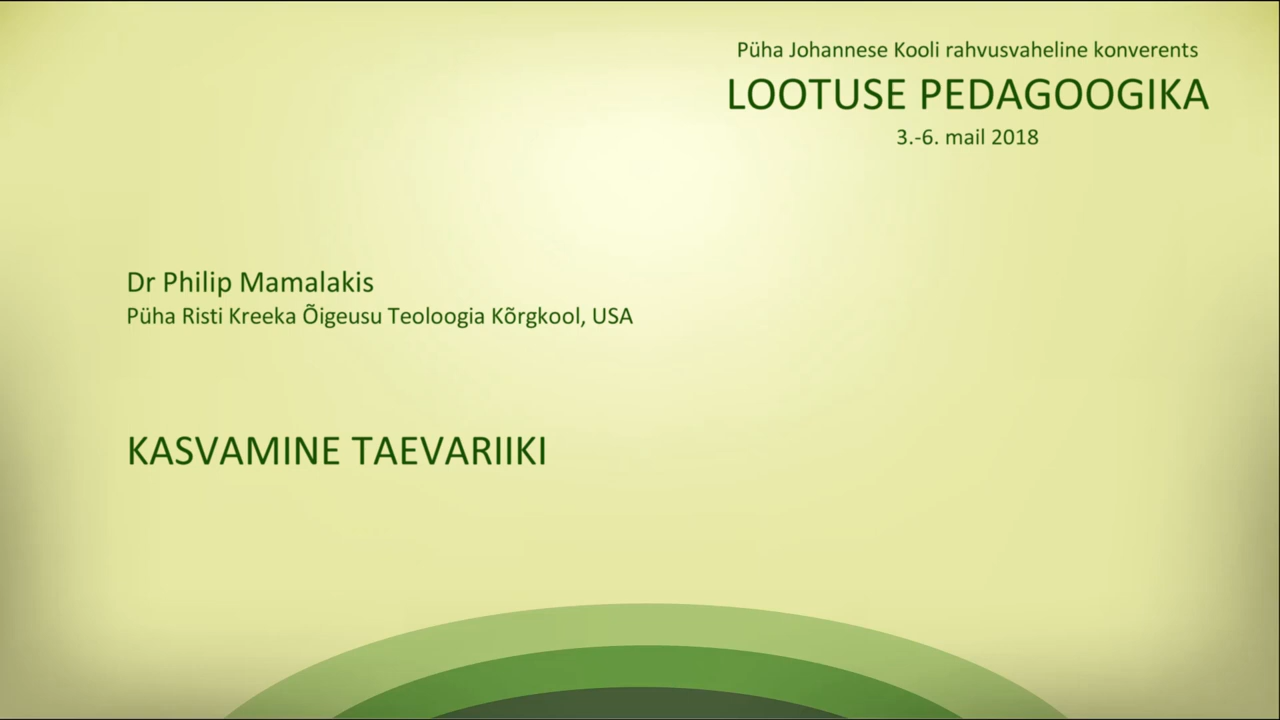 Püha Johannese Kooli rahvusvaheline konverents
LOOTUSE PEDAGOOGIKA
3.-6. mail 2018
Dr Philip Mamalakis
Püha Risti Kreeka Õigeusu Teoloogia Kõrgkool, USA
KASVAMINE TAEVARIIKI